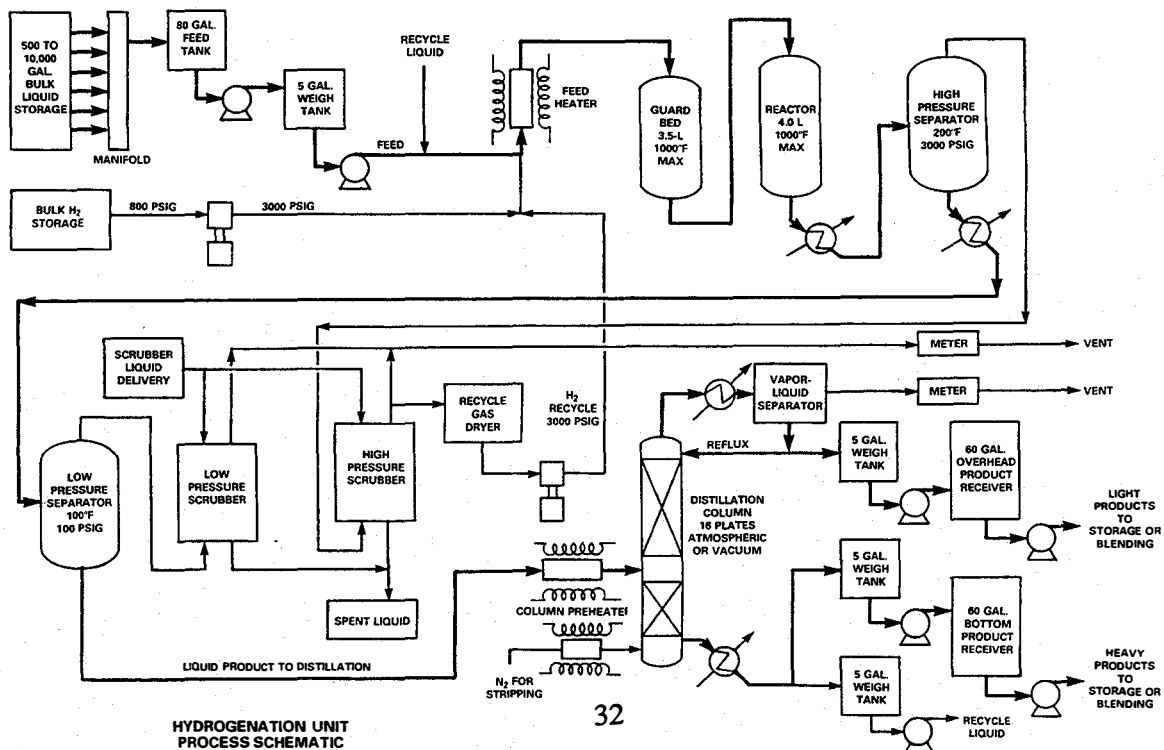 500 TO
10,000
GAL.
BULK
LIQUID
STORAGE
MANIFOLD
80 GAL.
FEED
TANK
5 GAL.
WEIGH
TANK
RECYCLE
LIQUID
FEED
FEED
HEATER
GUARD
BED
3.5-L
1000°F
MAX
REACTOR
4.0 L
1000°F
MAX
HIGH
PRESSURE
SEPARATOR
200°F
3000 PSIG
BULK H2
STORAGE
800 PSIG
3000 PSIG
SCRUBBER
LIQUID
DELIVERY
LOW
PRESSURE
SEPARATOR
100°F
100 PSIG
LOW
PRESSURE
SCRUBBER
HIGH
PRESSURE
SCRUBBER
SPENT LIQUID
RECYCLE
GAS
DRYER
H2
RECYCLE
3000 PSIG
METER
VENT
VAPOR-
LIQUID
SEPARATOR
METER
VENT
REFLUX
DISTILLATION
COLUMN
16 PLATES
ATMOSPHERIC
OR VACUUM
5 GAL.
WEIGH
TANK
60 GAL.
OVERHEAD
PRODUCT
RECEIVER
LIGHT
PRODUCTS
TO
STORAGE OR
BLENDING
COLUMN PREHEATER
N2 FOR
STRIPPING
LIQUID PRODUCT TO DISTILLATION
5 GAL.
WEIGH
TANK
60 GAL.
BOTTOM
PRODUCT
RECEIVER
HEAVY
PRODUCTS
TO
STORAGE OR
BLENDING
5 GAL.
WEIGH
TANK
RECYCLE
LIQUID
32
HYDROGENATION UNIT
PROCESS SCHEMATIC